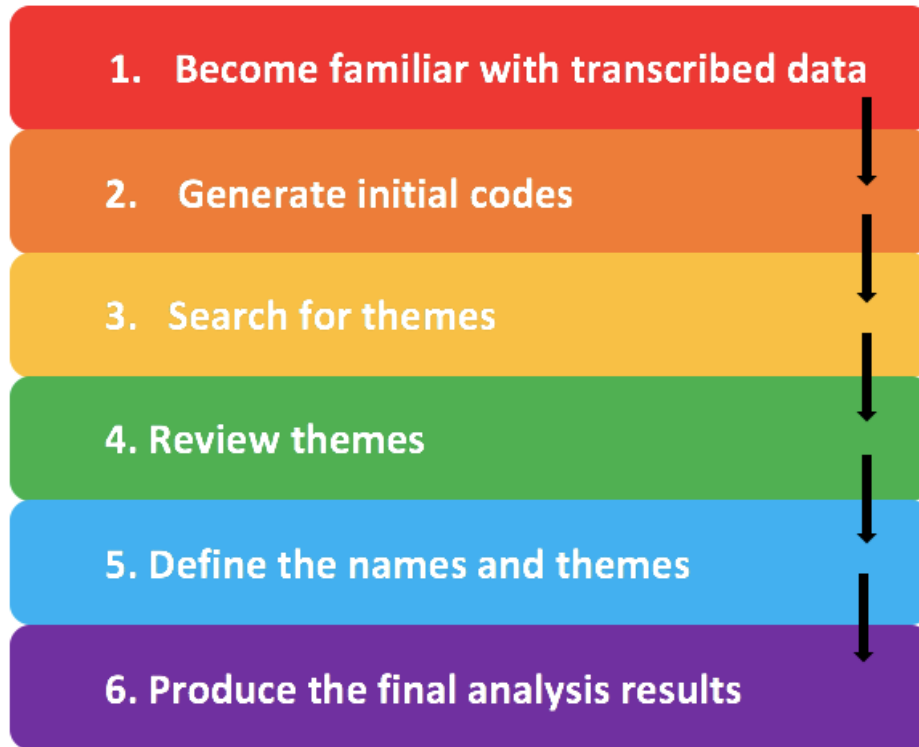 1. Become familiar with transcribed data
2. Generate initial codes
3. Search for themes
4. Review themes
5. Define the names and themes
6. Produce the final analysis results